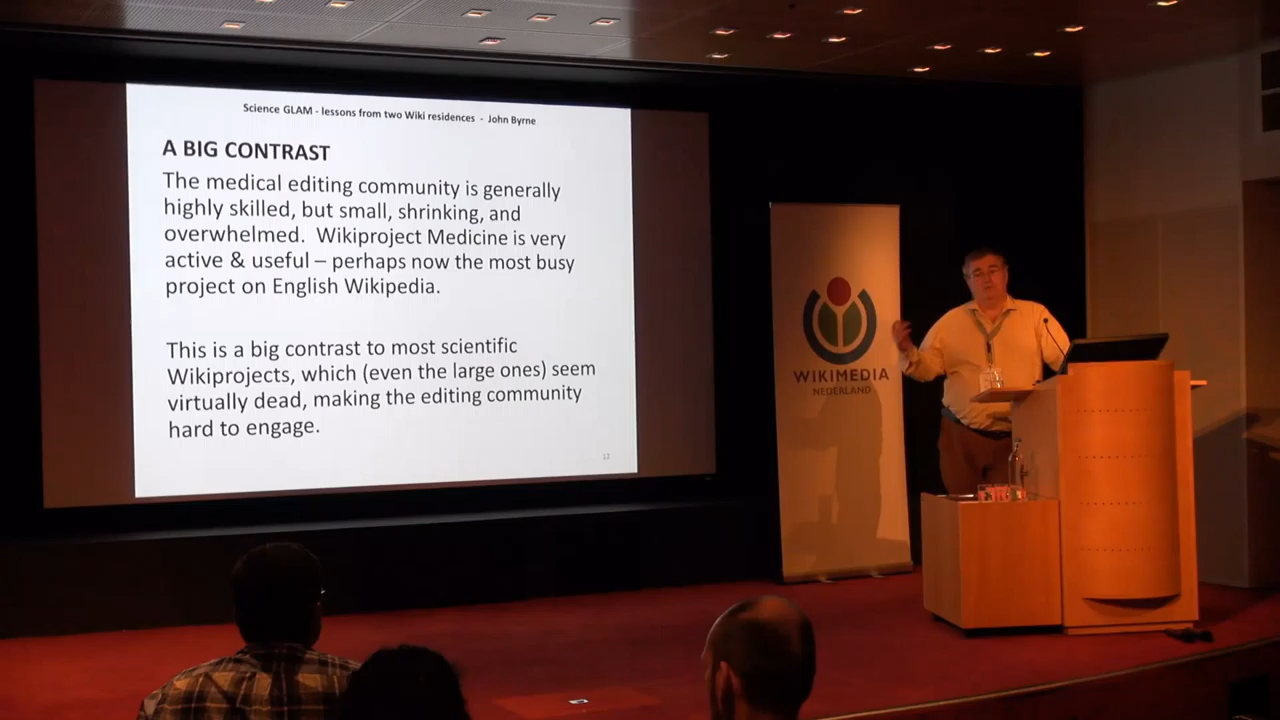 Science GLAM - lessons from two Wiki residences - John Byrne
A BIG CONTRAST
The medical editing community is generally
highly skilled, but small, shrinking, and
overwhelmed. Wikiproject Medicine is very
active & useful – perhaps now the most busy
project on English Wikipedia.
This is a big contrast to most scientific
Wikiprojects, which (even the large ones) seem
virtually dead, making the editing community
hard to engage.
12
WIKIMEDIA
NEDERLAND